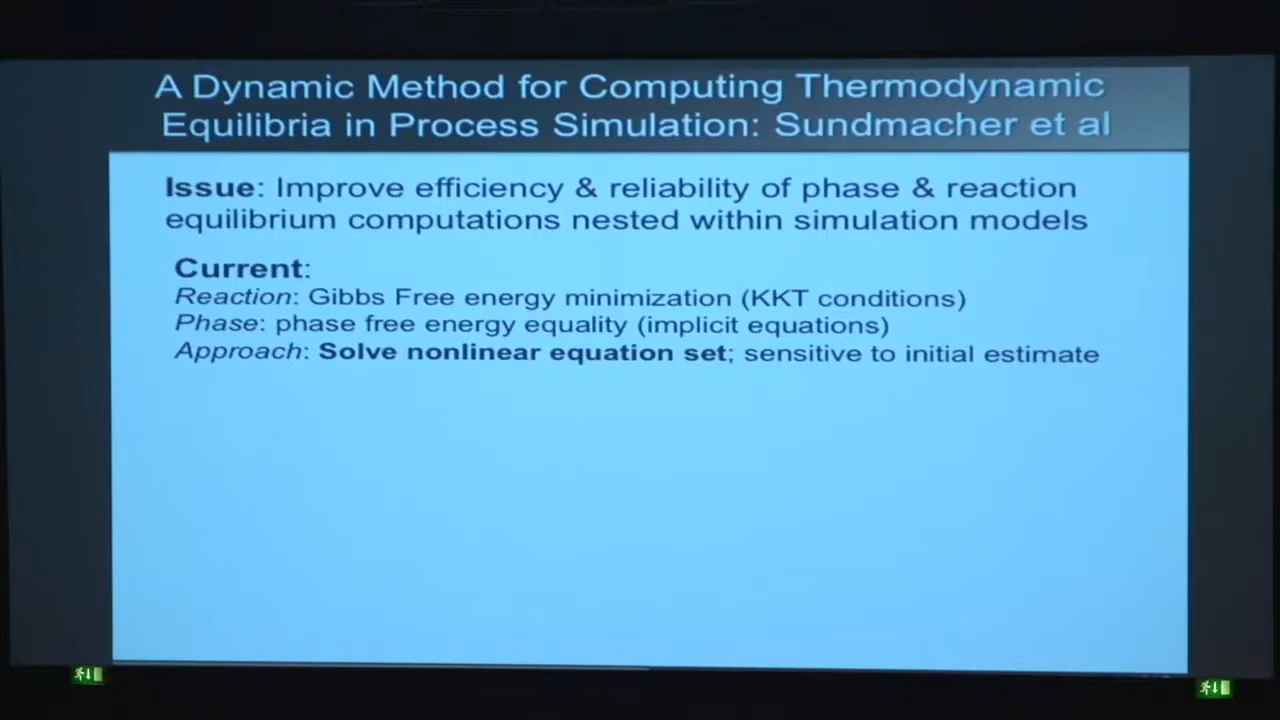 A Dynamic Method for Computing Thermodynamic
Equilibria in Process Simulation: Sundmacher et al
Issue: Improve efficiency & reliability of phase & reaction
equilibrium computations nested within simulation models
Current:
Reaction: Gibbs Free energy minimization (KKT conditions)
Phase: phase free energy equality (implicit equations)
Approach: Solve nonlinear equation set; sensitive to initial estimate